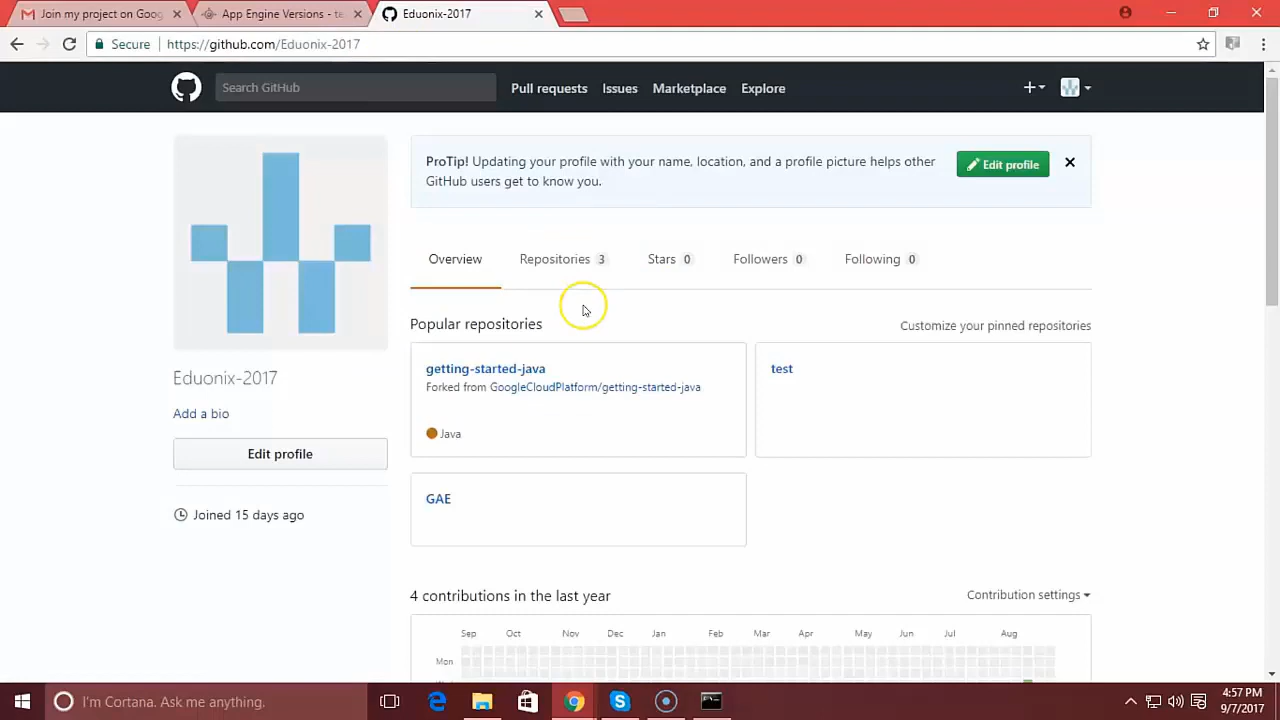 Join my project on Goog
App Engine Versions - te
Eduonix-2017
Secure
https://github.com/Eduonix-2017
Search GitHub
Pull requests
Issues
Marketplace
Explore
ProTip! Updating your profile with your name, location, and a profile picture helps other
GitHub users get to know you.
Edit profile
Overview
Repositories 3
Stars 0
Followers 0
Following 0
Popular repositories
Customize your pinned repositories
getting-started-java
Forked from GoogleCloudPlatform/getting-started-java
Java
test
GAE
Eduonix-2017
Add a bio
Edit profile
Joined 15 days ago
4 contributions in the last year
Contribution settings
Sep Oct Nov Dec Jan Feb Mar Apr May Jun Jul Aug
Mon
I'm Cortana. Ask me anything.
4:57 PM
9/7/2017